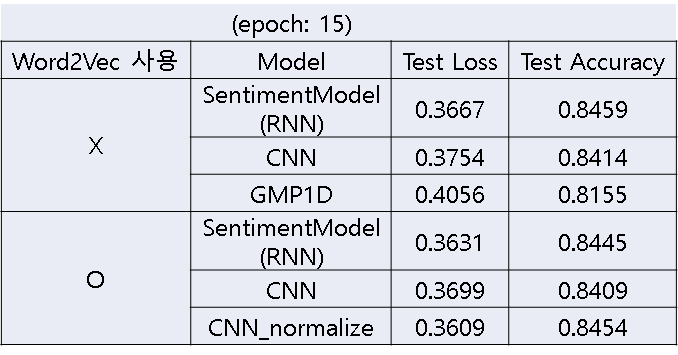 (epoch: 15)
Word2Vec 사용 Model Test Loss Test Accuracy
X
SentimentModel
(RNN) 0.3667 0.8459
CNN 0.3754 0.8414
GMP1D 0.4056 0.8155
O
SentimentModel
(RNN) 0.3631 0.8445
CNN 0.3699 0.8409
CNN_normalize 0.3609 0.8454